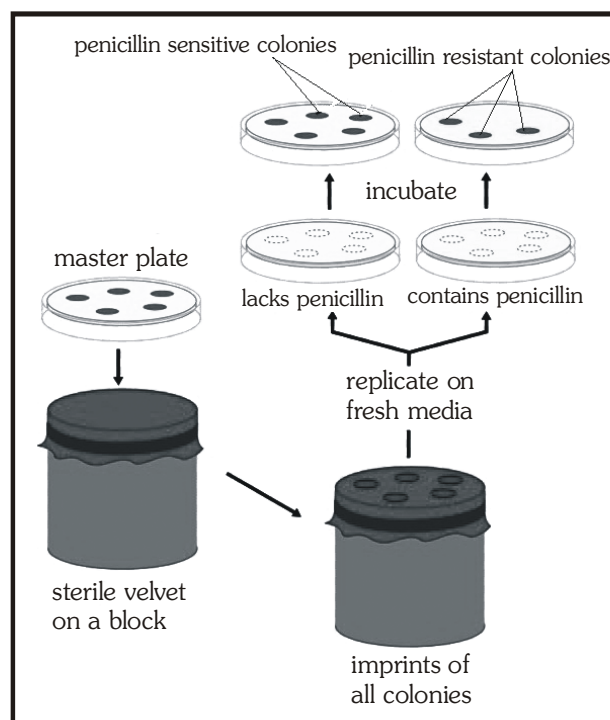 penicillin sensitive colonies
penicillin resistant colonies
incubate
master plate
lacks penicillin
contains penicillin
replicate on
fresh media
sterile velvet
on a block
imprints of
all colonies